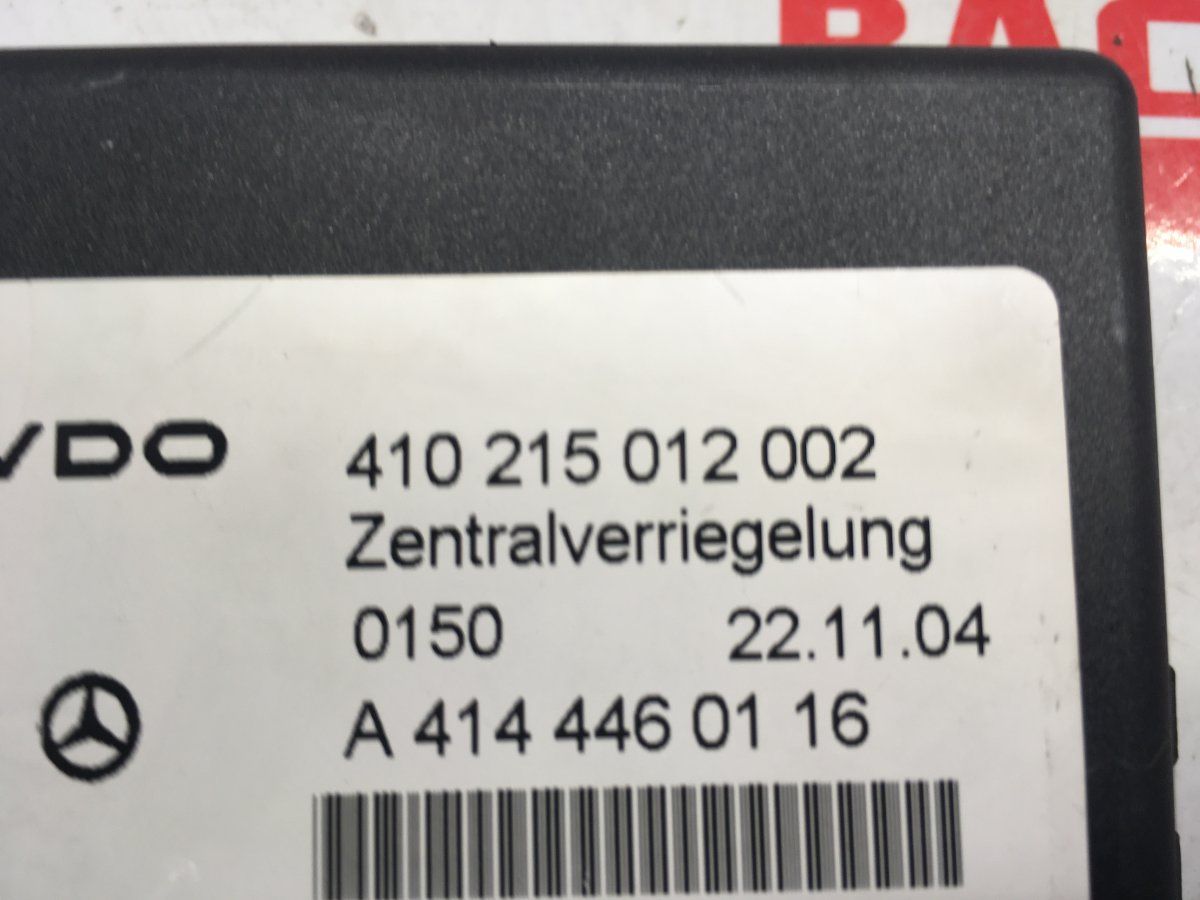 VDO
410 215 012 002
Zentralverriegelung
0150 22.11.04
A 414 446 01 16